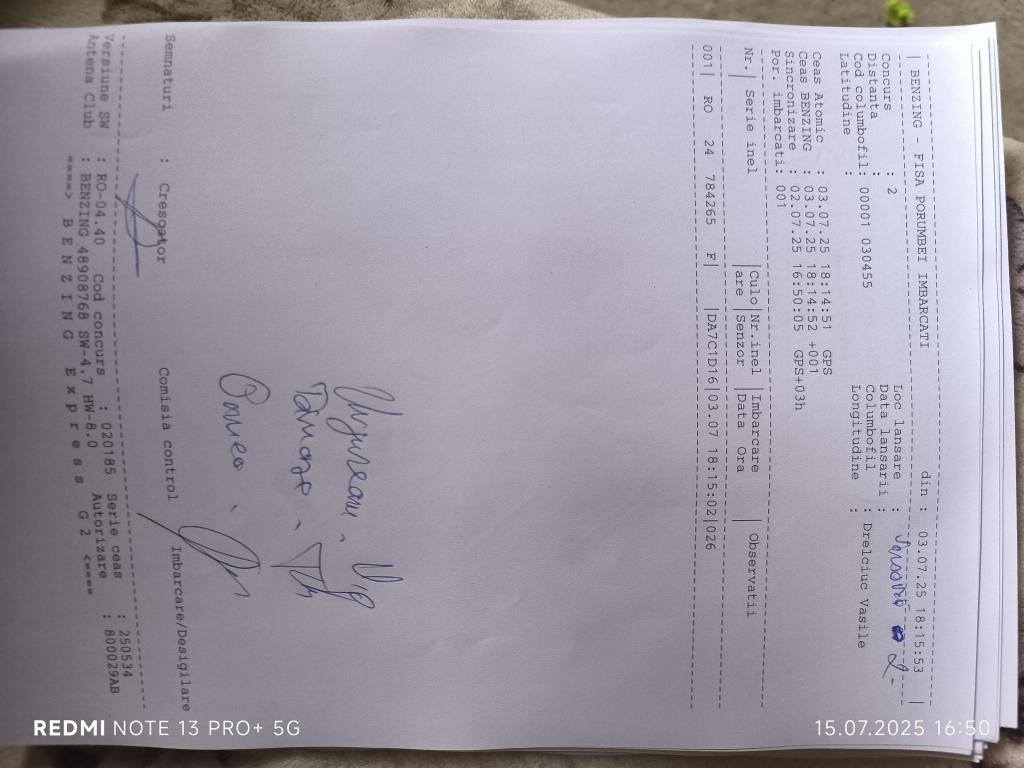 | BENZING - FISA PORUMBEI IMBARCATI din : 03.07.25 18:15:53 |
Concurs : 2 Loc lansare :
Distanta : Data lansarii :
Cod columbofil: 00001 030455 Columbofil : Drelciuc Vasile
Latitudine : Longitudine :
Ceas Atomic : 03.07.25 18:14:51 GPS
Ceas BENZING : 03.07.25 18:14:52 +001
Sincronizare : 02.07.25 16:50:05 GPS+03h
Por. imbarcati: 001
Nr.| Serie inel |Culo|Nr.inel |Imbarcare | Observatii
are |Senzor |Data Ora |
001| RO 24 784265 F| |DA7C1D16|03.07 18:15:02|026
Semnaturi : Crescator Comisia control Imbarcare/Desigilare
Versiune SW : RO-04.40 Cod concurs : 020185 Serie ceas : 250534
Antena Club : BENZING 48908768 SW-4.7 HW-8.0 Autorizare : 800029AB
====> B E N Z I N G E x p r e s s G 2 <====
REDMI NOTE 13 PRO+ 5G
15.07.2025 16:50